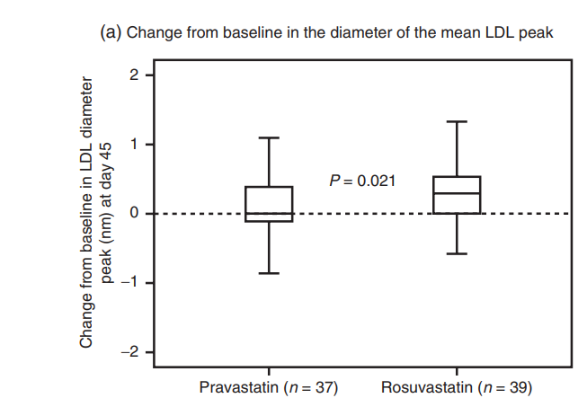 (a) Change from baseline in the diameter of the mean LDL peak
Change from baseline in LDL diameter
peak (nm) at day 45
2
1
0
−1
−2
P = 0.021
Pravastatin (n = 37)
Rosuvastatin (n = 39)